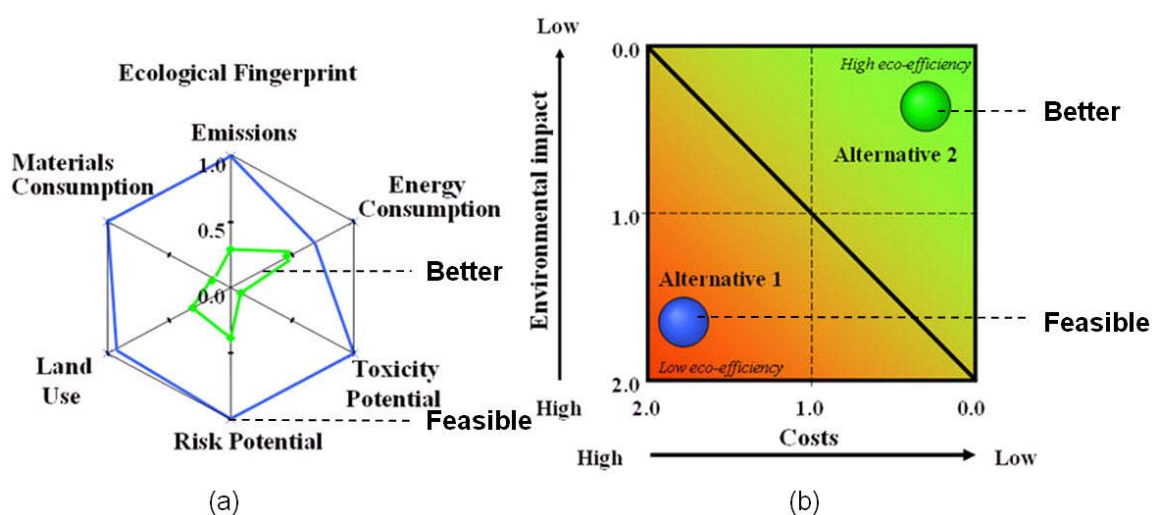 Ecological Fingerprint
Emissions
1.0
Materials
Consumption
Energy
Consumption
0.5
Better
0.0
Land
Use
Toxicity
Potential
Feasible
Risk Potential
(a)
Low
Environmental impact
High
0.0
1.0
2.0
High eco-efficiency
Better
Alternative 2
Alternative 1
Feasible
Low eco-efficiency
2.0
1.0
0.0
Costs
High
Low
(b)